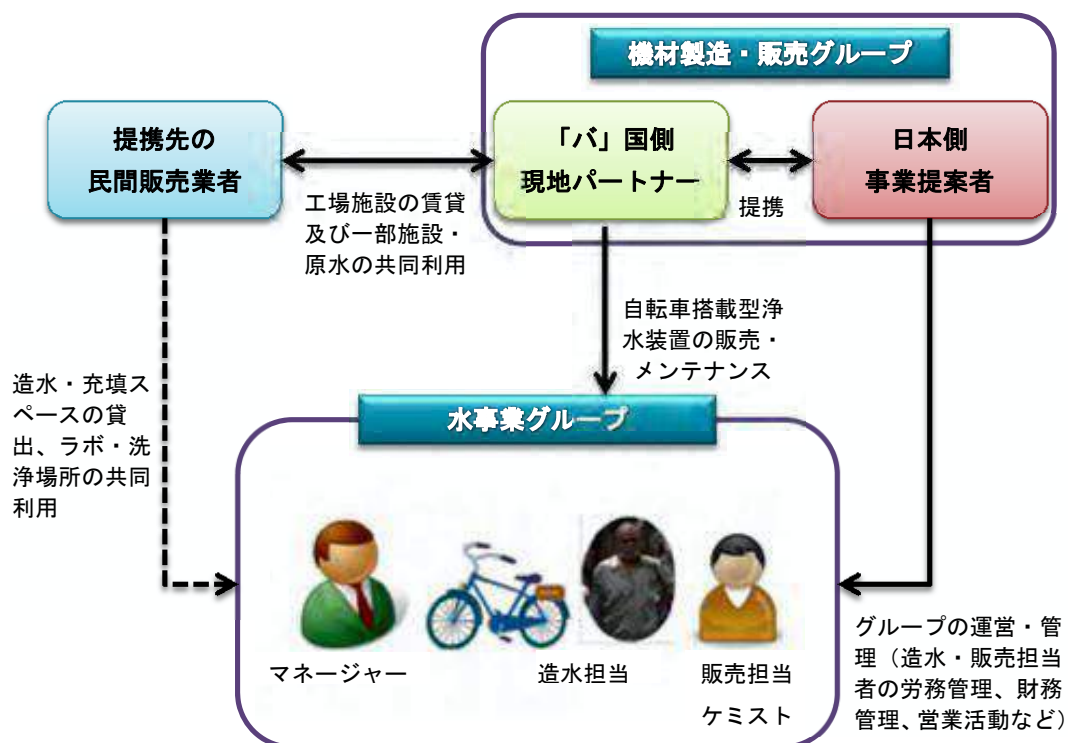 機材製造・販売グループ
提携先の
民間販売業者
「バ」国側
現地パートナー
日本側
事業提案者
工場施設の賃貸
及び一部施設・
原水の共同利用
提携
自転車搭載型浄
水装置の販売・
メンテナンス
造水・充填ス
ペースの貸
出、ラボ・洗
浄場所の共同
利用
水事業グループ
マネージャー
造水担当
販売担当
ケミスト
グループの運営・管
理（造水・販売担当
者の労務管理、財務
管理、営業活動など）